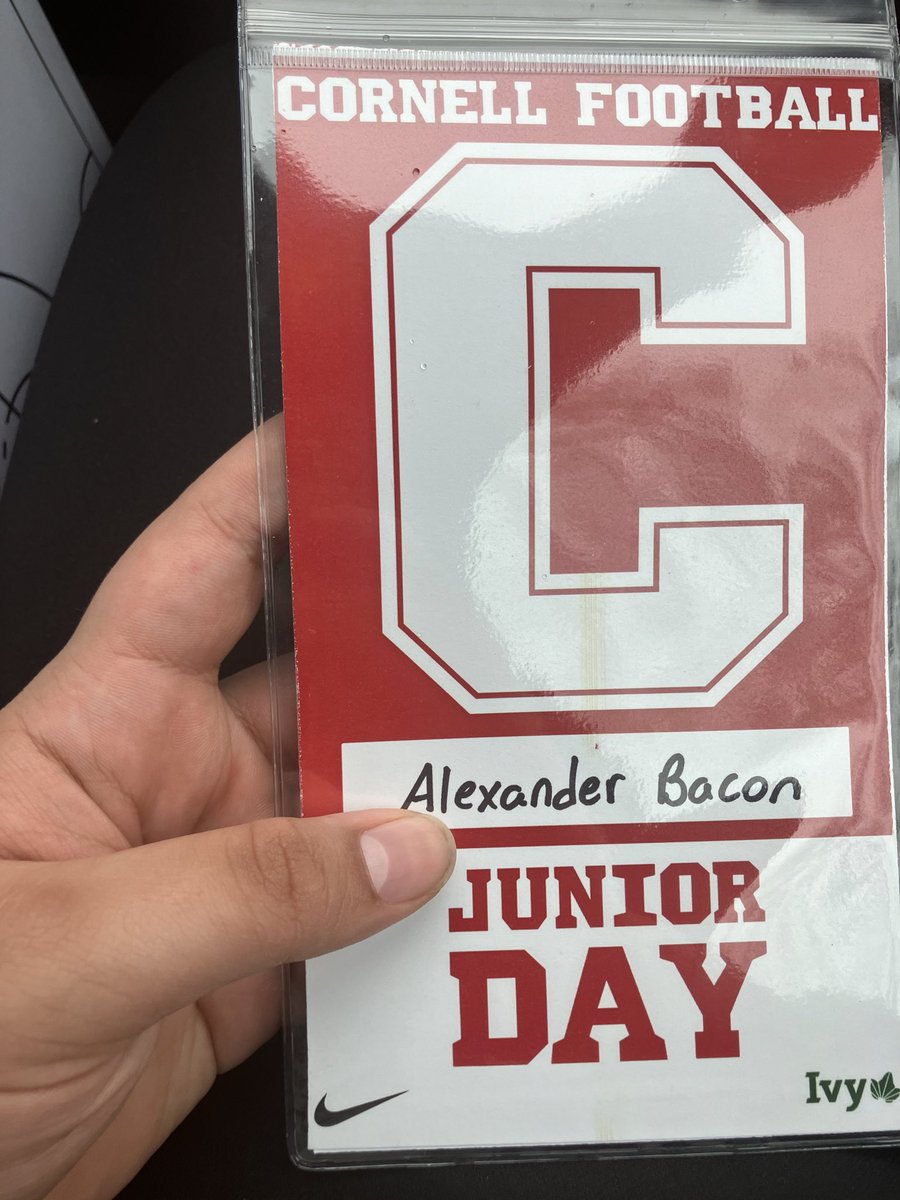 CORNELL FOOTBALL
C
Alexander Bacon
JUNIOR
DAY
Ivy